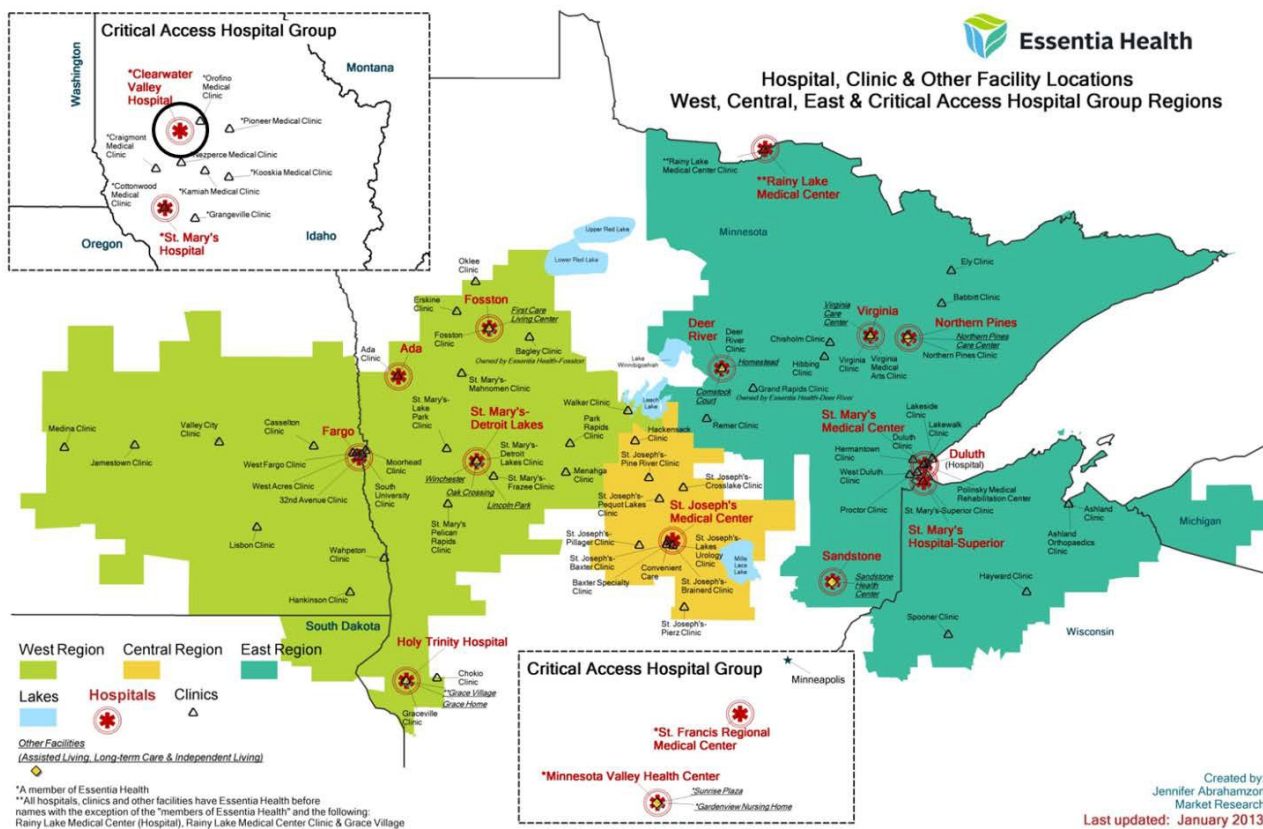 Critical Access Hospital Group
Washington
Montana
*Clearwater
Valley
Hospital
*Orofino
Medical
Clinic
*Pioneer Medical Clinic
*Craigmont
Medical
Clinic
*Nezperce Medical Clinic
*Kooskia Medical Clinic
*Cottonwood
Medical
Clinic
*Kamiah Medical Clinic
*Grangeville Clinic
*St. Mary's
Hospital
Oregon
Idaho
Essentia Health
Hospital, Clinic & Other Facility Locations
West, Central, East & Critical Access Hospital Group Regions
**Rainy Lake
Medical Center Clinic
**Rainy Lake
Medical Center
Minnesota
Upper Red Lake
Lower Red Lake
Oklee
Clinic
Erskine
Clinic
Fosston
First Care
Living Center
Fosston
Clinic
Bagley Clinic
Owned by Essentia Health-Fosston
Ada
Clinic
Ada
St. Mary's-
Mahnomen Clinic
St. Mary's-
Lake
Park Clinic
St. Mary's-
Detroit Lakes
Walker Clinic
Park
Rapids
Clinic
Medina Clinic
Jamestown Clinic
Valley City
Clinic
Casselton
Clinic
Fargo
West Fargo Clinic
Moorhead
Clinic
West Acres Clinic
32nd Avenue Clinic
South
University
Clinic
Winchester
Oak Crossing
Lincoln Park
St. Mary's-
Detroit
Lakes Clinic
St. Mary's-
Frazee Clinic
Menahga
Clinic
St. Mary's
Pelican
Rapids Clinic
Lisbon Clinic
Wahpeton
Clinic
Hankinson Clinic
Lake
Winnibigoshish
Leech
Lake
Deer
River
Deer
River
Clinic
Homestead
Comstock
Court
Grand Rapids Clinic
Owned by Essentia Health-Deer River
Remer Clinic
Ely Clinic
Babbitt Clinic
Virginia
Care
Center
Virginia
Northern Pines
Northern Pines
Care Center
Northern Pines Clinic
Chisholm Clinic
Hibbing
Clinic
Virginia
Clinic
Virginia
Medical
Arts Clinic
St. Mary's
Medical Center
Lakeside
Clinic
Lakewalk
Clinic
Duluth
Clinic
Hermantown
Clinic
West Duluth
Clinic
Proctor Clinic
Duluth
(Hospital)
Polinsky Medical
Rehabilitation Center
St. Mary's-Superior Clinic
St. Mary's
Hospital-Superior
Hackensack
Clinic
St. Joseph's-
Pine River Clinic
St. Joseph's-
Crosslake Clinic
St. Joseph's-
Pequot Lakes
Clinic
St. Joseph's
Medical Center
St. Joseph's-
Pillager Clinic
St. Joseph's-
Baxter Clinic
Baxter Specialty
Clinic
Convenient
Care
St. Joseph's-
Lakes
Urology
Clinic
St. Joseph's-
Brainerd Clinic
Mille
Lacs
Lake
St. Joseph's-
Pierz Clinic
Sandstone
Sandstone
Health
Center
Ashland
Clinic
Ashland
Orthopaedics
Clinic
Michigan
Hayward Clinic
Spooner Clinic
Wisconsin
South Dakota
Holy Trinity Hospital
Chokio
Clinic
**Grace Village
Grace Home
Graceville
Clinic
West Region
Central Region
East Region
Lakes
Hospitals
Clinics
Other Facilities
(Assisted Living, Long-term Care & Independent Living)
*A member of Essentia Health
**All hospitals, clinics and other facilities have Essentia Health before
names with the exception of the "members of Essentia Health" and the following:
Rainy Lake Medical Center (Hospital), Rainy Lake Medical Center Clinic & Grace Village
Critical Access Hospital Group
Minneapolis
*St. Francis Regional
Medical Center
*Minnesota Valley Health Center
*Sunrise Plaza
*Gardenview Nursing Home
Created by:
Jennifer Abrahamzon
Market Research
Last updated: January 2013